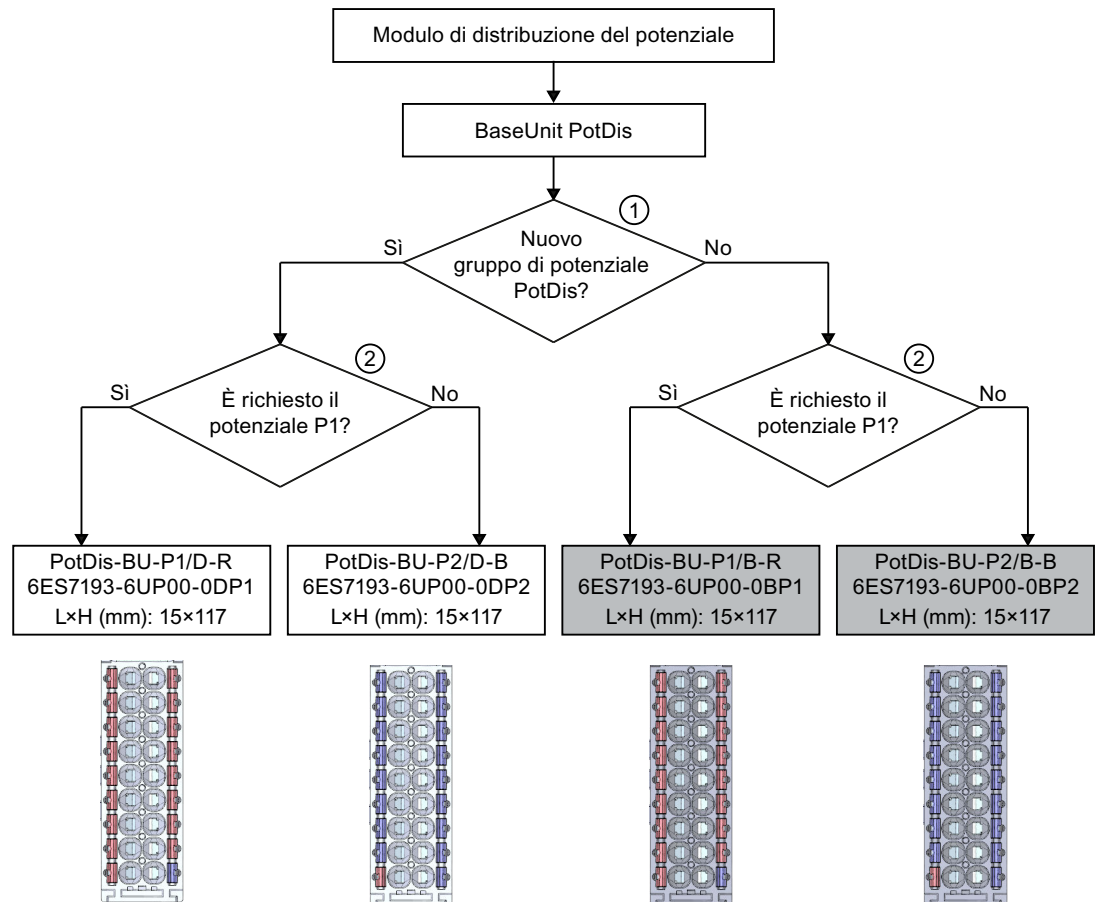 Modulo di distribuzione del potenziale
BaseUnit PotDis
1
Nuovo
gruppo di potenziale
PotDis?
Sì
No
2
È richiesto il
potenziale P1?
Sì
No
2
È richiesto il
potenziale P1?
Sì
No
PotDis-BU-P1/D-R
6ES7193-6UP00-0DP1
L×H (mm): 15×117
PotDis-BU-P2/D-B
6ES7193-6UP00-0DP2
L×H (mm): 15×117
PotDis-BU-P1/B-R
6ES7193-6UP00-0BP1
L×H (mm): 15×117
PotDis-BU-P2/B-B
6ES7193-6UP00-0BP2
L×H (mm): 15×117